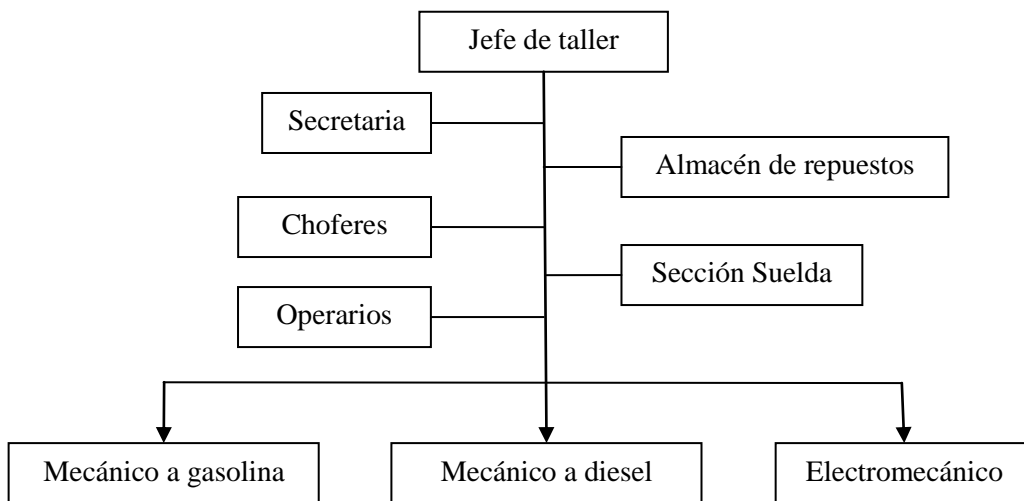 Jefe de taller
Secretaria
Almacén de repuestos
Choferes
Sección Suelda
Operarios
Mecánico a gasolina
Mecánico a diesel
Electromecánico